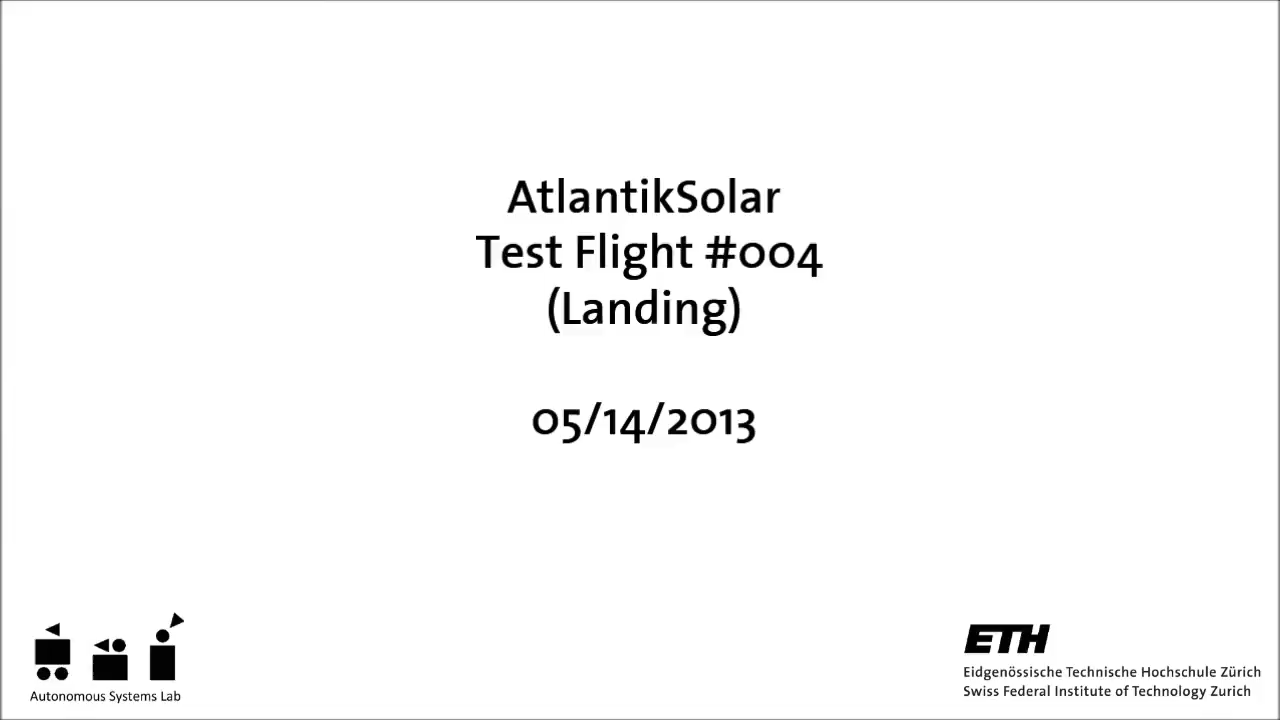 AtlantikSolar
Test Flight #004
(Landing)
05/14/2013
Autonomous Systems Lab
ETH
Eidgenössische Technische Hochschule Zürich
Swiss Federal Institute of Technology Zurich